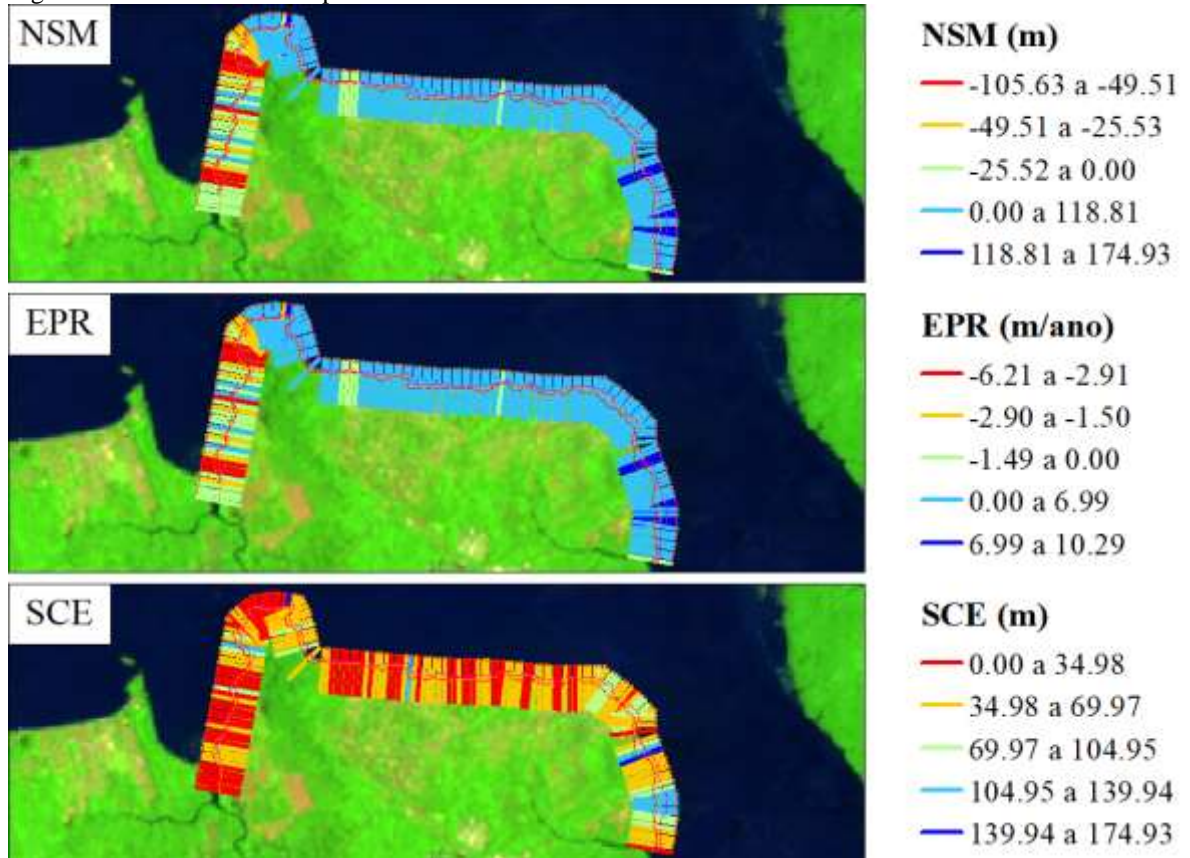 NSM
NSM (m)
-105.63 a -49.51
-49.51 a -25.53
-25.52 a 0.00
0.00 a 118.81
118.81 a 174.93
EPR
EPR (m/ano)
-6.21 a -2.91
-2.90 a -1.50
-1.49 a 0.00
0.00 a 6.99
6.99 a 10.29
SCE
SCE (m)
0.00 a 34.98
34.98 a 69.97
69.97 a 104.95
104.95 a 139.94
139.94 a 174.93